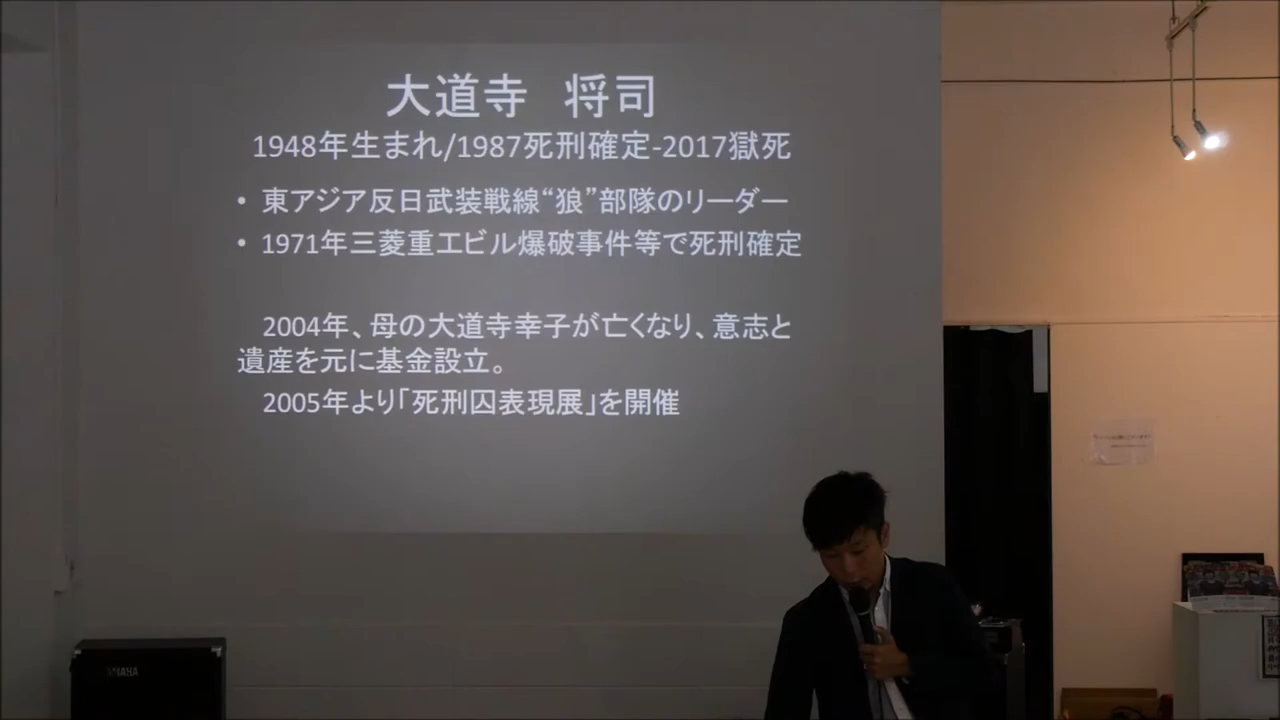 大道寺　将司
1948年生まれ/1987死刑確定-2017獄死
• 東アジア反日武装戦線“狼”部隊のリーダー
• 1971年三菱重工ビル爆破事件等で死刑確定
2004年、母の大道寺幸子が亡くなり、意志と
遺産を元に基金設立。
2005年より「死刑囚表現展」を開催
YAMAHA